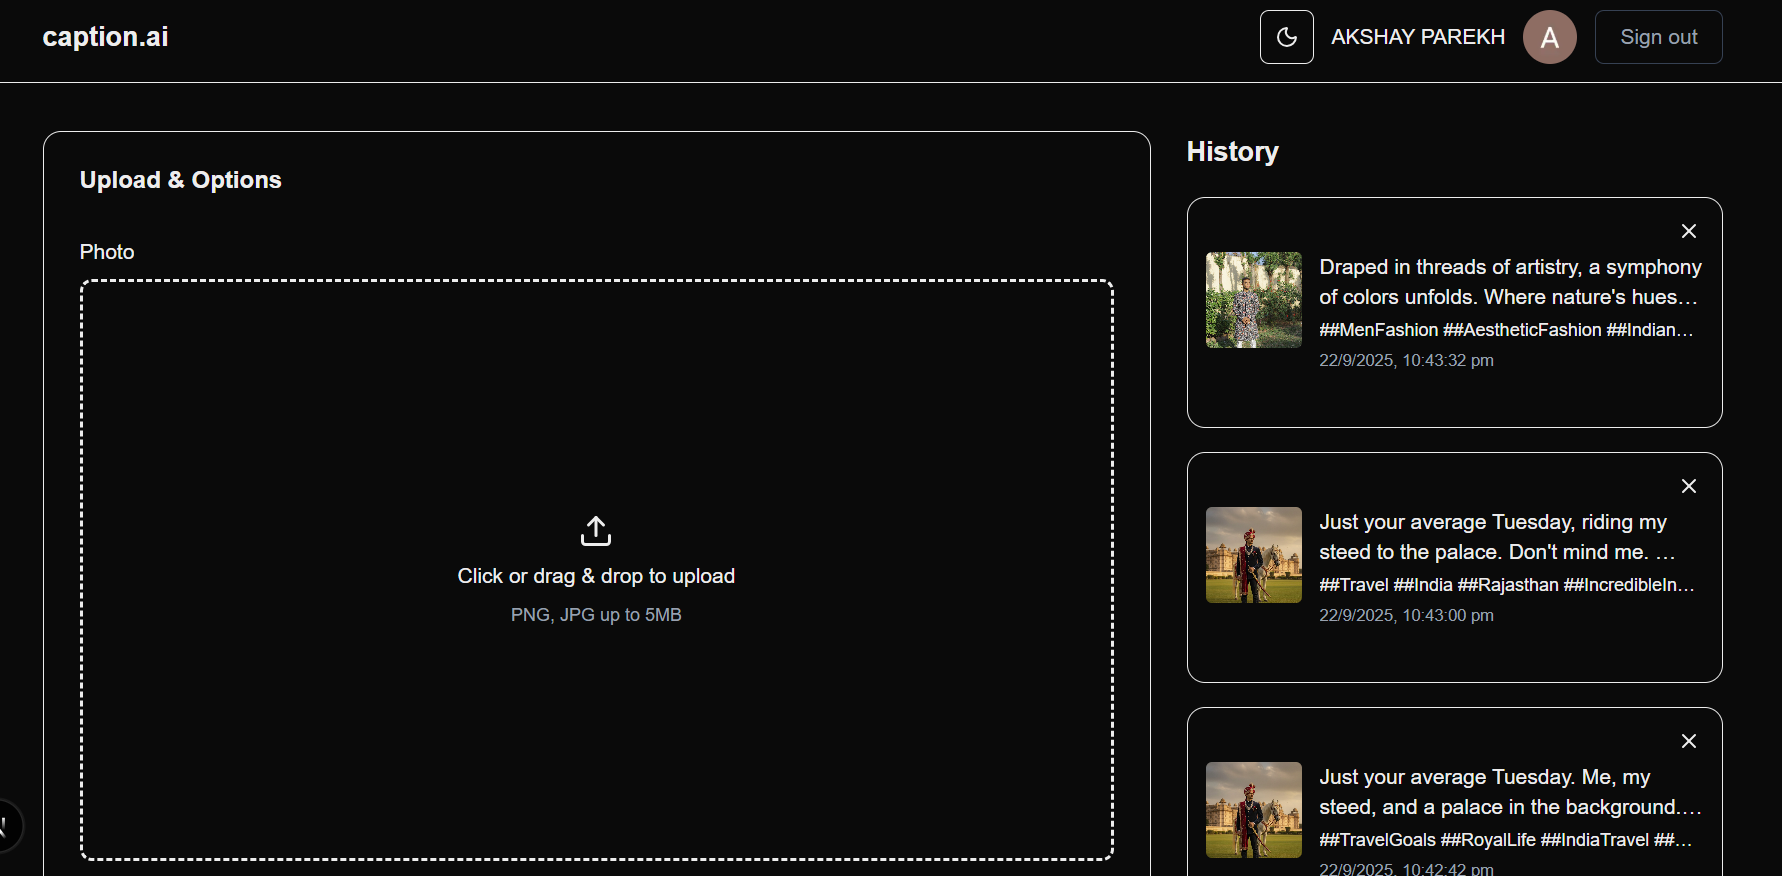 caption.ai
AKSHAY PAREKH
A
Sign out
Upload & Options
Photo
Click or drag & drop to upload
PNG, JPG up to 5MB
History
Draped in threads of artistry, a symphony
of colors unfolds. Where nature's hues…
##MenFashion ##AestheticFashion ##Indian…
22/9/2025, 10:43:32 pm
Just your average Tuesday, riding my
steed to the palace. Don't mind me. …
##Travel ##India ##Rajasthan ##IncredibleIn…
22/9/2025, 10:43:00 pm
Just your average Tuesday. Me, my
steed, and a palace in the background.…
##TravelGoals ##RoyalLife ##IndiaTravel ##…
22/9/2025, 10:42:42 pm